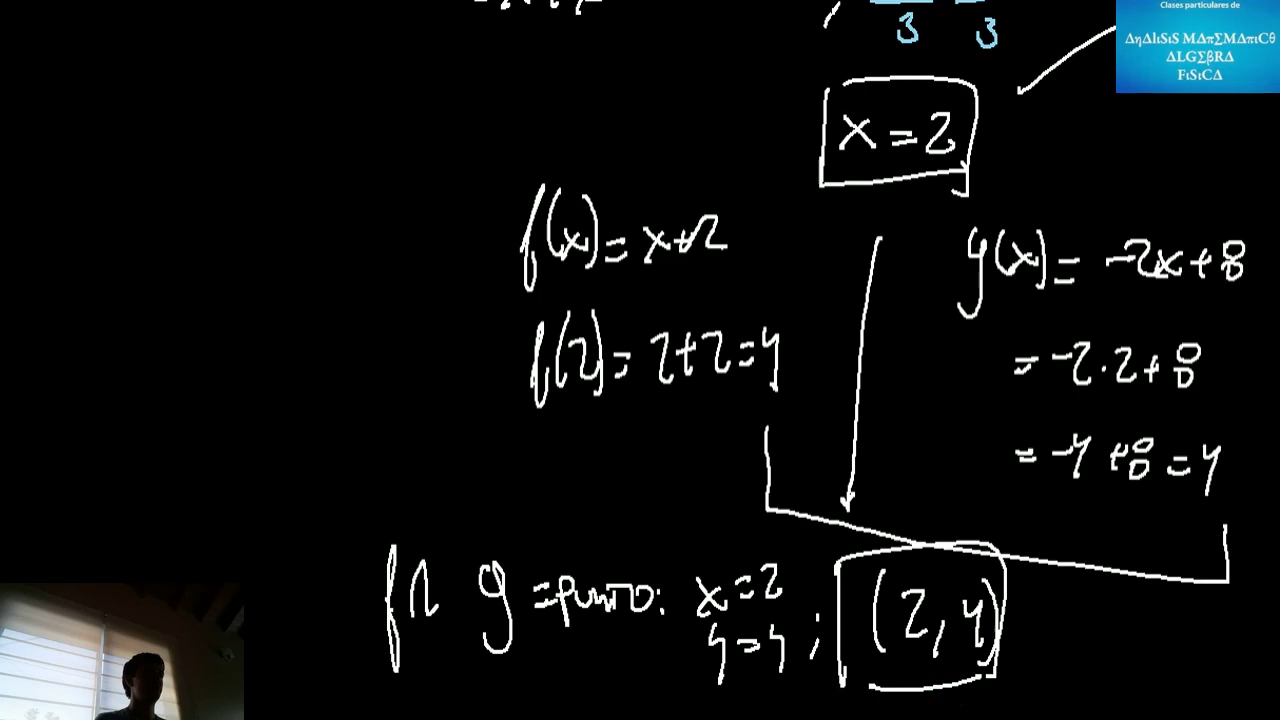 Clases particulares de
ΔηΔlιSιS MΔπΣMΔπιCθ
ΔLGΣβRΔ
FιSιCΔ
3 3
x = 2
f(x) = x+2
f(2) = 2+2 = 4
g(x) = -2x+8
= -2·2+8
= -4+8 = 4
f∩ g = punto: x=2
y=4 ; (2,4)